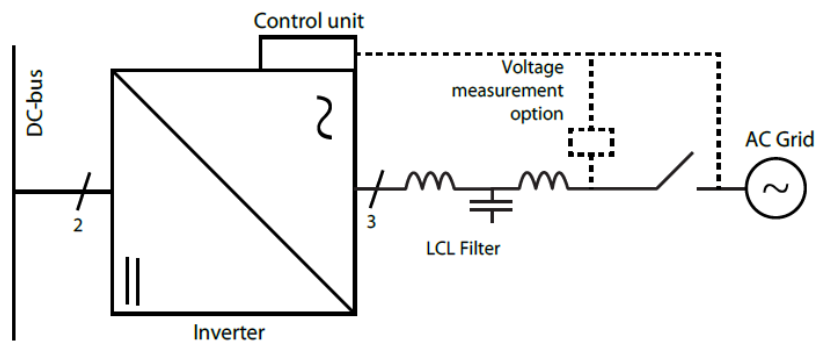 Control unit
DC-bus
Voltage
measurement
option
AC Grid
2
3
LCL Filter
Inverter